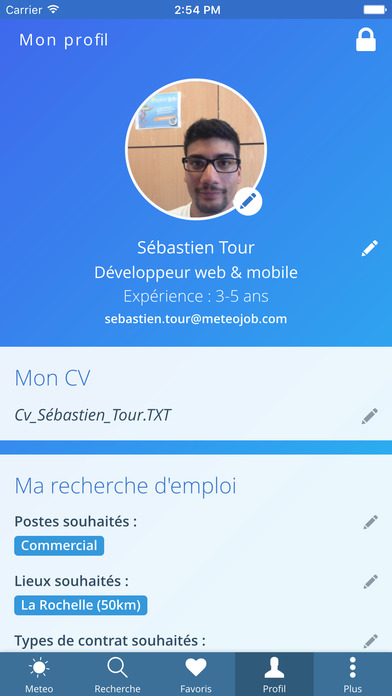 Carrier 2:54 PM
Mon profil
Sébastien Tour
Développeur web & mobile
Expérience : 3-5 ans
sebastien.tour@meteojob.com
Mon CV
Cv_Sébastien_Tour.TXT
Ma recherche d'emploi
Postes souhaités :
Commercial
Lieux souhaités :
La Rochelle (50km)
Types de contrat souhaités :
Meteo Recherche Favoris Profil Plus